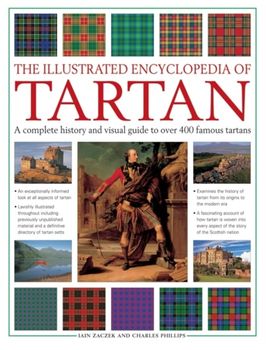 THE ILLUSTRATED ENCYCLOPEDIA OF
TARTAN
A complete history and visual guide to over 400 famous tartans
• An exceptionally informed
look at all aspects of tartan
• Lavishly illustrated
throughout including
previously unpublished
material and a definitive
directory of tartan setts
• Examines the history of
tartan from its origins to
the modern era
• A fascinating account of
how tartan is woven into
every aspect of the story
of the Scottish nation
IAIN ZACZEK AND CHARLES PHILLIPS